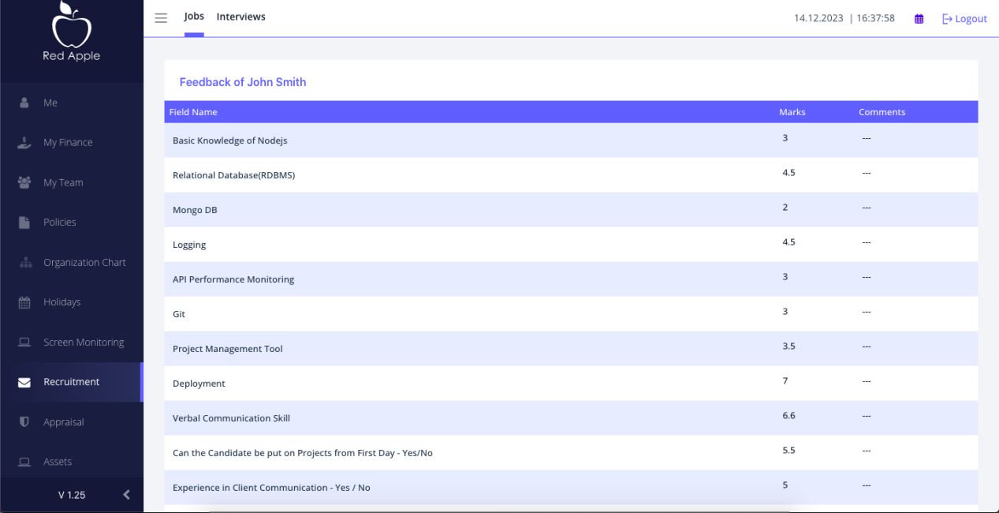 Red Apple
Jobs Interviews 14.12.2023 | 16:37:58 Logout
Me
My Finance
My Team
Policies
Organization Chart
Holidays
Screen Monitoring
Recruitment
Appraisal
Assets
V 1.25
Feedback of John Smith
Field Name Marks Comments
Basic Knowledge of Nodejs 3 ---
Relational Database(RDBMS) 4.5 ---
Mongo DB 2 ---
Logging 4.5 ---
API Performance Monitoring 3 ---
Git 3 ---
Project Management Tool 3.5 ---
Deployment 7 ---
Verbal Communication Skill 6.6 ---
Can the Candidate be put on Projects from First Day - Yes/No 5.5 ---
Experience in Client Communication - Yes / No 5 ---